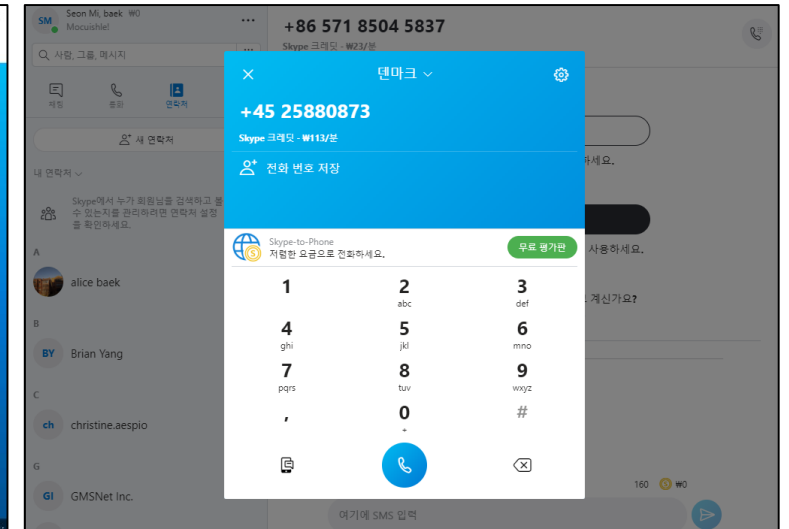 SM
Seon Mi, baek ₩0
Mocuishle!
사람, 그룹, 메시지
채팅
통화
연락처
새 연락처
내 연락처
Skype에서 누가 회원님을 검색하고 볼
수 있는지를 관리하려면 연락처 설정
을 확인하세요.
A
alice baek
B
BY
Brian Yang
C
ch
christine.aespio
G
GI
GMSNet Inc.
+86 571 8504 5837
Skype 크레딧 - ₩23/분
덴마크
+45 25880873
Skype 크레딧 - ₩113/분
전화 번호 저장
Skype-to-Phone
저렴한 요금으로 전화하세요.
무료 평가판
1
2
abc
3
def
4
ghi
5
jkl
6
mno
7
pqrs
8
tuv
9
wxyz
,
0
+
#
하세요.
사용하세요.
계신가요?
160
₩0
여기에 SMS 입력